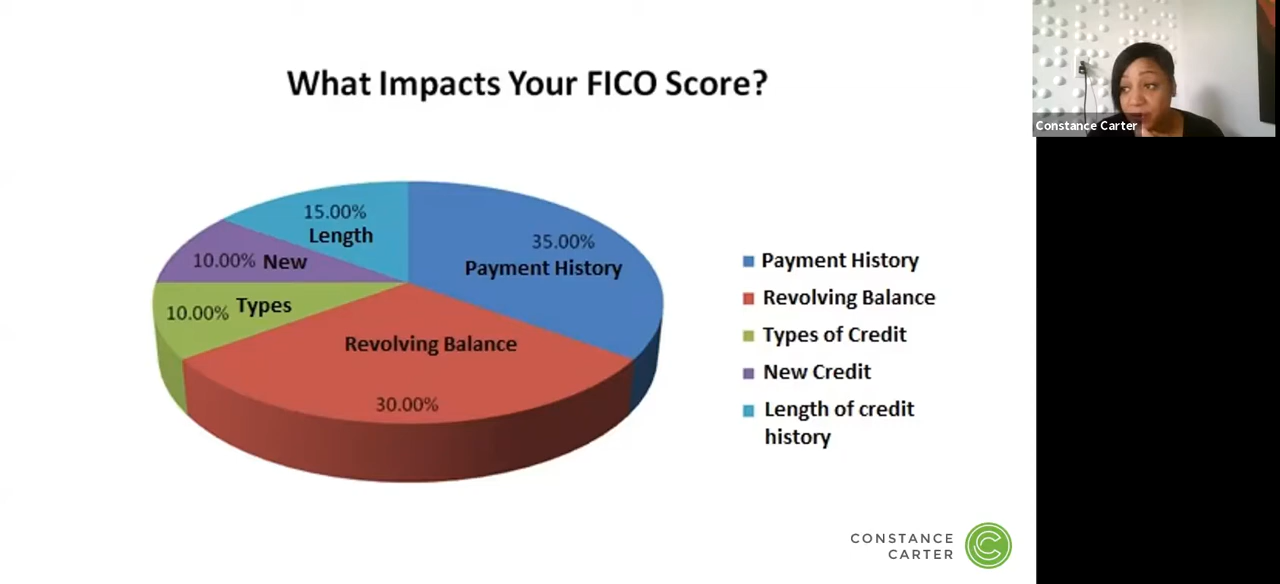 What Impacts Your FICO Score?
Constance Carter
15.00%
Length
35.00%
Payment History
10.00% New
10.00% Types
Revolving Balance
30.00%
Payment History
Revolving Balance
Types of Credit
New Credit
Length of credit
history
CONSTANCE
CARTER